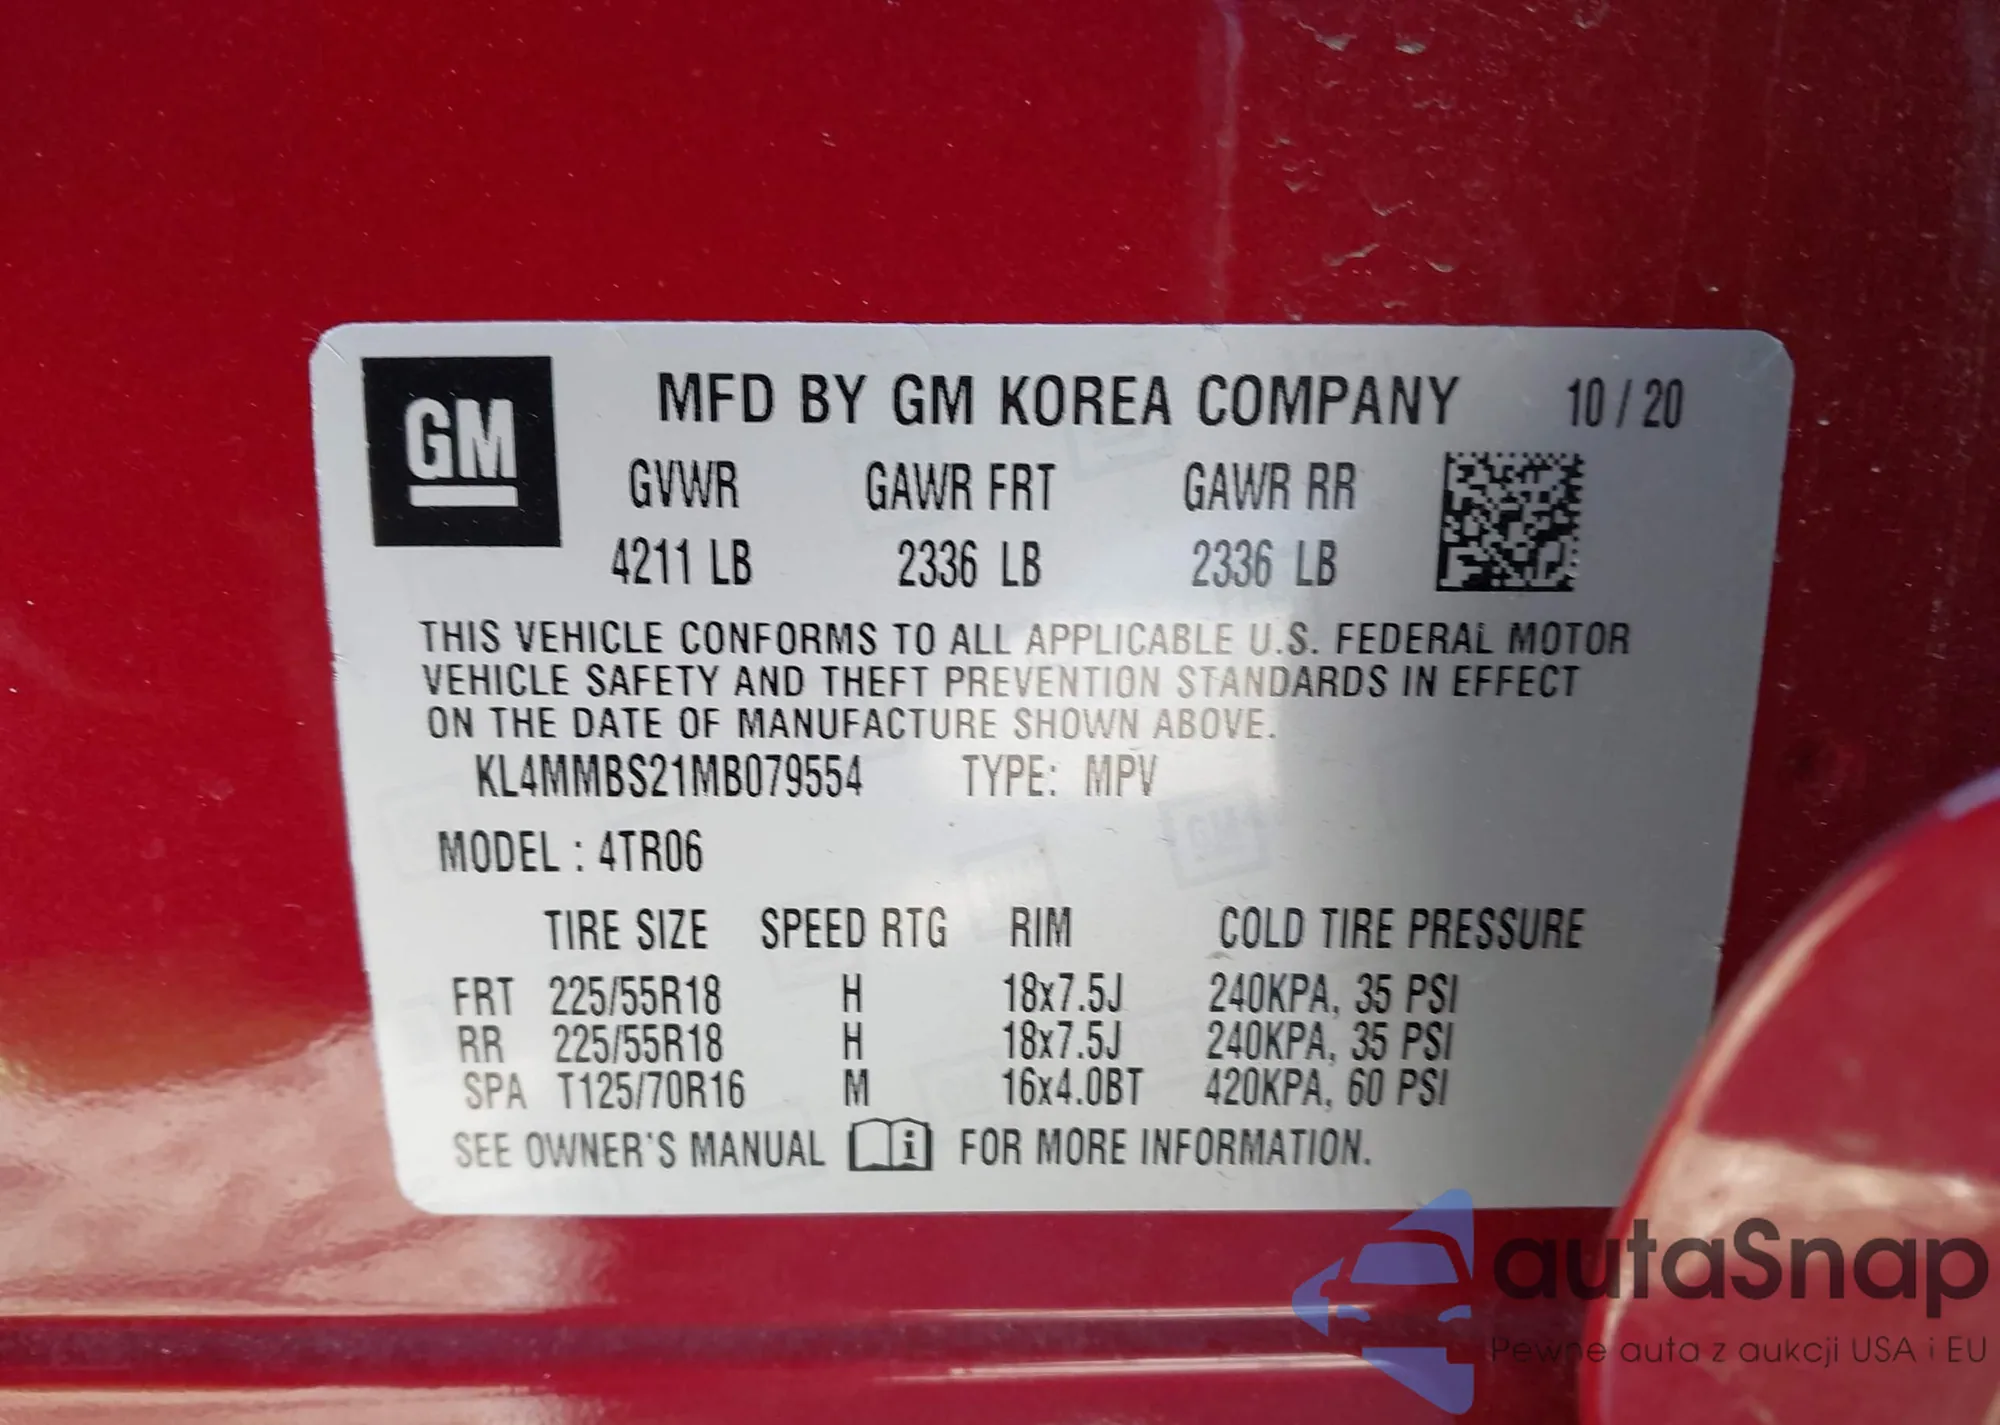 GM
MFD BY GM KOREA COMPANY 10 / 20
GVWR GAWR FRT GAWR RR
4211 LB 2336 LB 2336 LB
THIS VEHICLE CONFORMS TO ALL APPLICABLE U.S. FEDERAL MOTOR
VEHICLE SAFETY AND THEFT PREVENTION STANDARDS IN EFFECT
ON THE DATE OF MANUFACTURE SHOWN ABOVE.
KL4MMBS21MB079554 TYPE: MPV
MODEL : 4TR06
TIRE SIZE SPEED RTG RIM COLD TIRE PRESSURE
FRT 225/55R18 H 18x7.5J 240KPA, 35 PSI
RR 225/55R18 H 18x7.5J 240KPA, 35 PSI
SPA T125/70R16 M 16x4.0BT 420KPA, 60 PSI
SEE OWNER'S MANUAL i FOR MORE INFORMATION.
autaSnap
Pewne auta z aukcji USA i EU